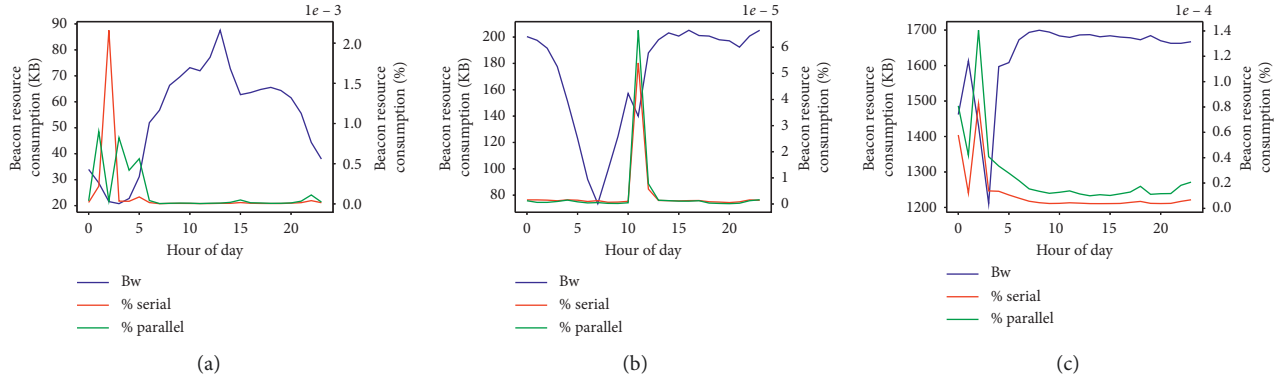 1e – 3
90
80
70
60
50
40
30
20
2.0
1.5
1.0
0.5
0.0
Beacon resource
consumption (KB)
Beacon resource
consumption (%)
0 5 10 15 20
Hour of day
Bw
% serial
% parallel
(a)
1e – 5
200
180
160
140
120
100
80
6
5
4
3
2
1
0
Beacon resource
consumption (KB)
Beacon resource
consumption (%)
0 5 10 15 20
Hour of day
Bw
% serial
% parallel
(b)
1e – 4
1700
1600
1500
1400
1300
1200
1.4
1.2
1.0
0.8
0.6
0.4
0.2
0.0
Beacon resource
consumption (KB)
Beacon resource
consumption (%)
0 5 10 15 20
Hour of day
Bw
% serial
% parallel
(c)